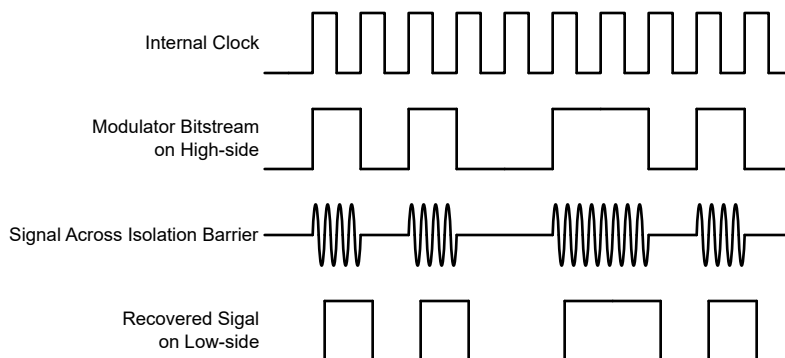 Internal Clock
Modulator Bitstream
on High-side
Signal Across Isolation Barrier
Recovered Sigal
on Low-side